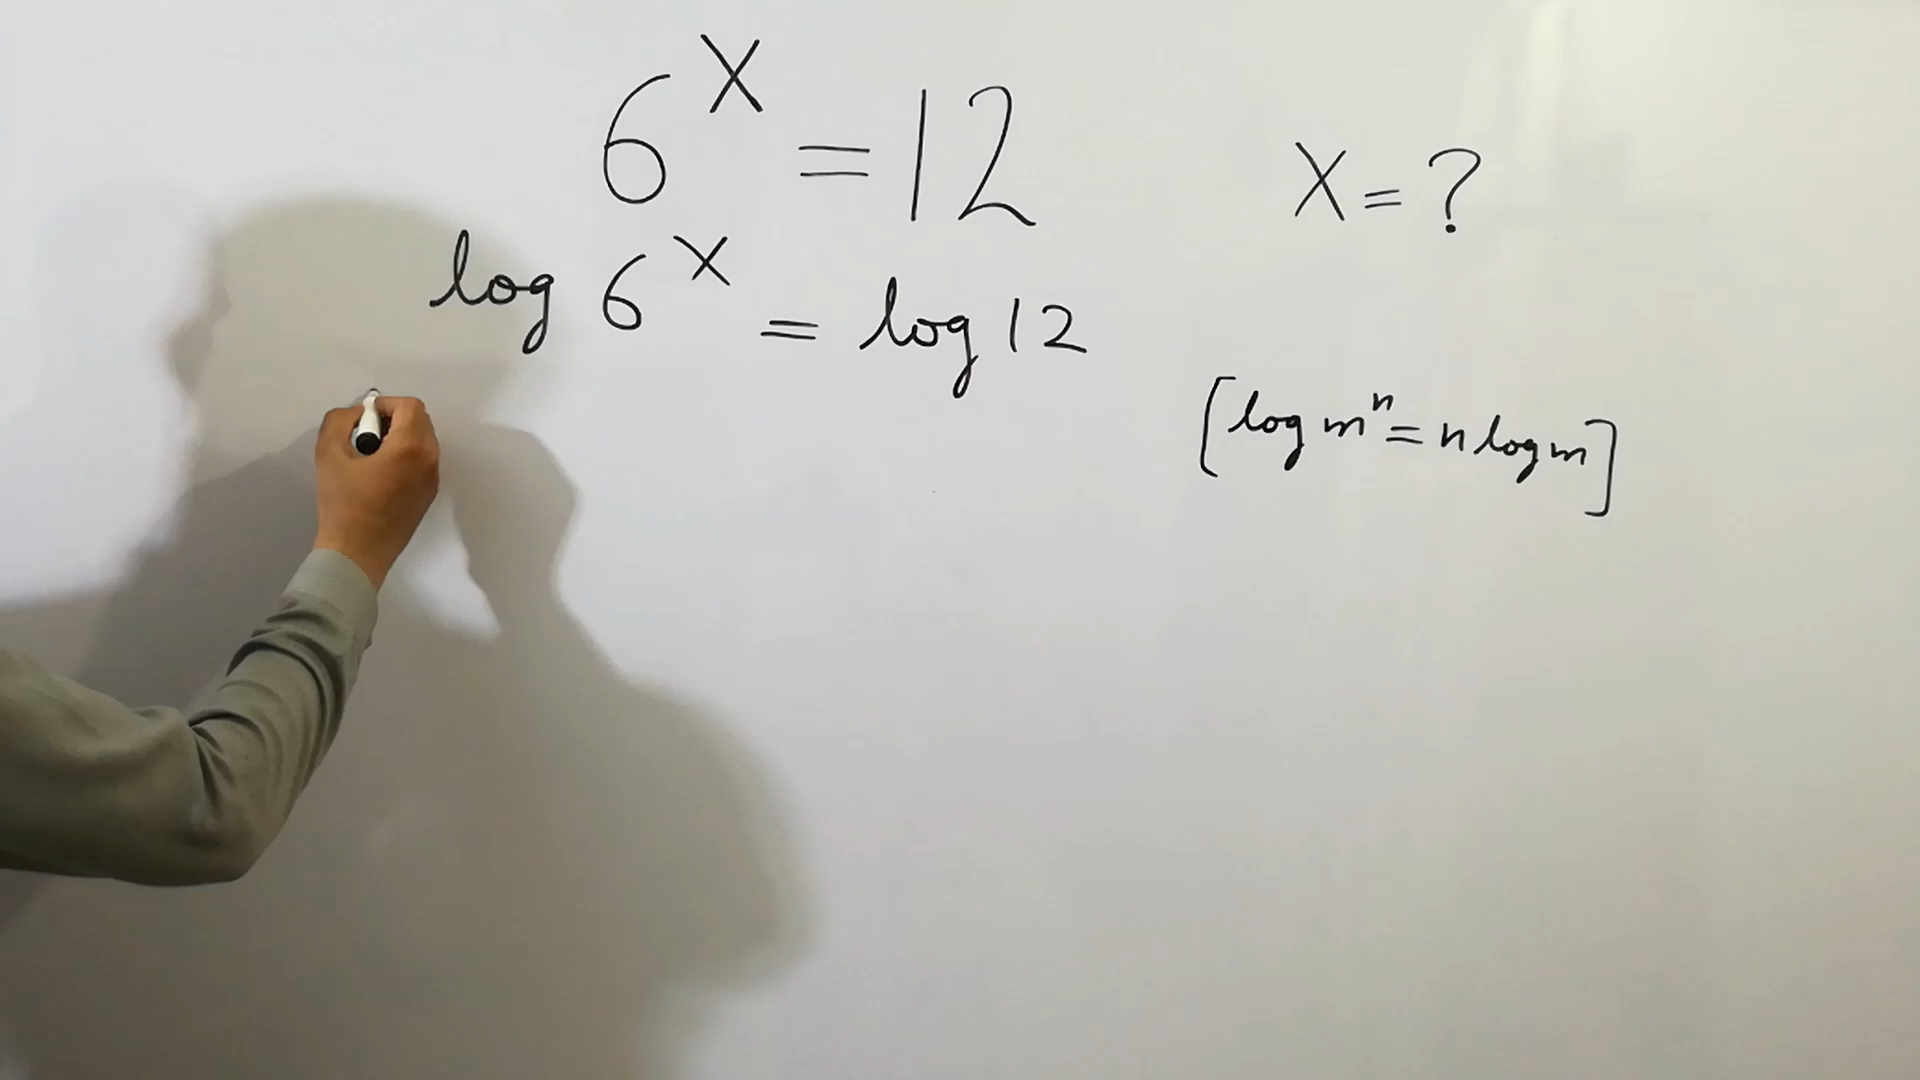 6^x = 12
x = ?
log 6^x = log 12
[log m^n = n log m]